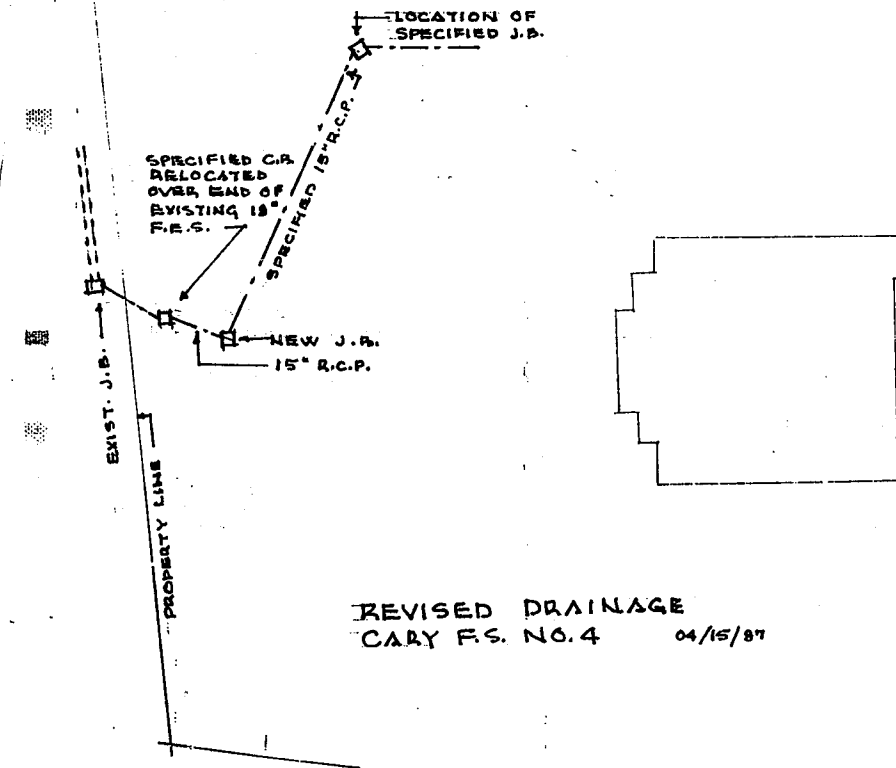 LOCATION OF
SPECIFIED J.B.
SPECIFIED C.B.
RELOCATED
OVER END OF
EXISTING 18"
F.E.S.
SPECIFIED 15" R.C.P.
NEW J.B.
15" R.C.P.
EXIST. J.B.
PROPERTY LINE
REVISED DRAINAGE
CARY F.S. NO. 4 04/15/87